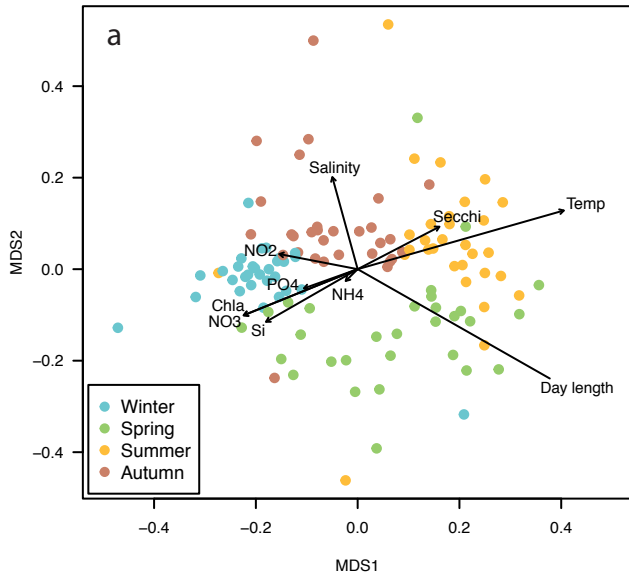 a
MDS2
0.4
0.2
0.0
−0.2
−0.4
Salinity
Secchi
Temp
NO2
PO4
NH4
Chla
NO3
Si
Day length
Winter
Spring
Summer
Autumn
−0.4 −0.2 0.0 0.2 0.4
MDS1